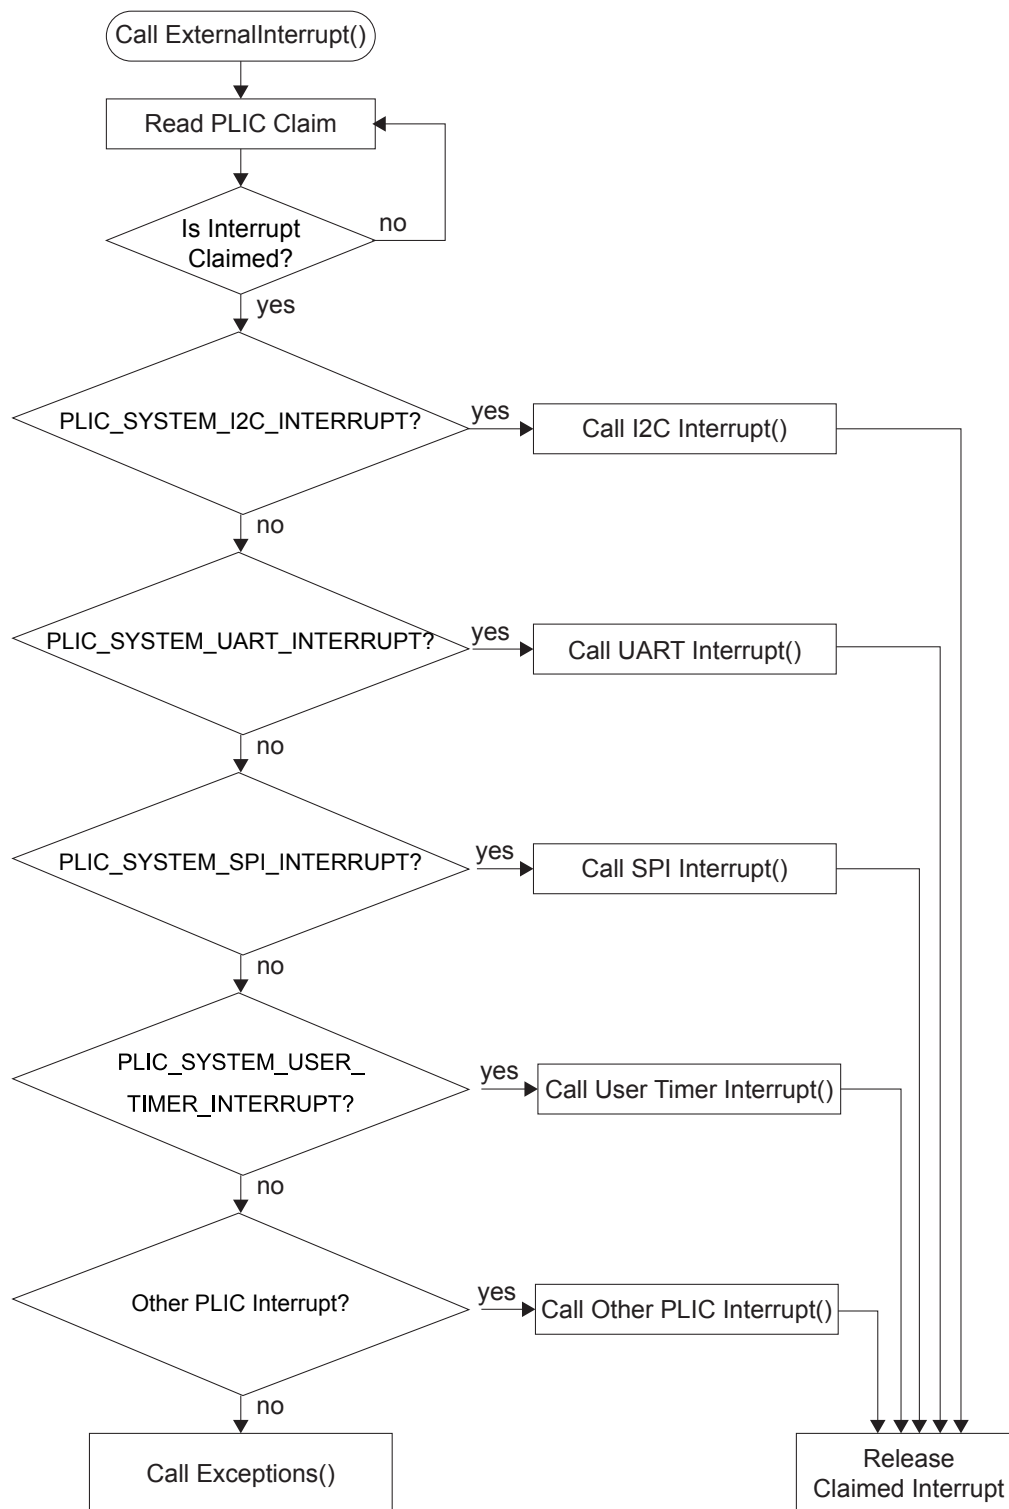 Call ExternalInterrupt()
Read PLIC Claim
Is Interrupt
Claimed?
no
yes
PLIC_SYSTEM_I2C_INTERRUPT?
yes
Call I2C Interrupt()
no
PLIC_SYSTEM_UART_INTERRUPT?
yes
Call UART Interrupt()
no
PLIC_SYSTEM_SPI_INTERRUPT?
yes
Call SPI Interrupt()
no
PLIC_SYSTEM_USER_
TIMER_INTERRUPT?
yes
Call User Timer Interrupt()
no
Other PLIC Interrupt?
yes
Call Other PLIC Interrupt()
no
Call Exceptions()
Release
Claimed Interrupt